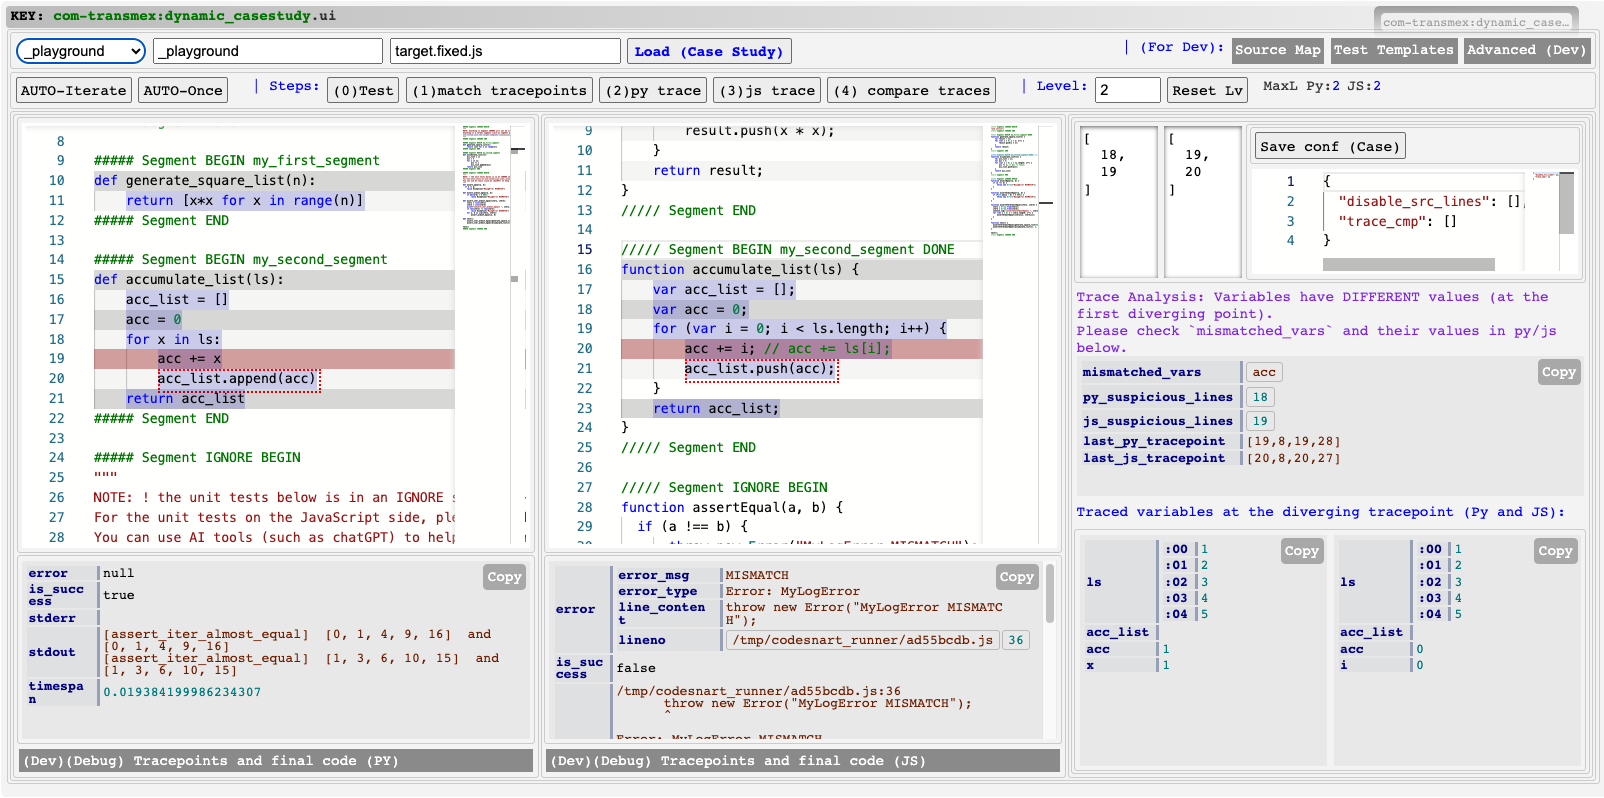 KEY: com-transmex:dynamic_casestudy.ui
com-transmex:dynamic_case…
_playground
_playground
target.fixed.js
Load (Case Study)
| (For Dev):
Source Map
Test Templates
Advanced (Dev)
AUTO-Iterate
AUTO-Once
| Steps:
(0)Test
(1)match tracepoints
(2)py trace
(3)js trace
(4) compare traces
| Level:
2
Reset Lv
MaxL Py:2 JS:2
8
9 ##### Segment BEGIN my_first_segment
10 def generate_square_list(n):
11 return [x*x for x in range(n)]
12 ##### Segment END
13
14 ##### Segment BEGIN my_second_segment
15 def accumulate_list(ls):
16 acc_list = []
17 acc = 0
18 for x in ls:
19 acc += x
20 acc_list.append(acc)
21 return acc_list
22 ##### Segment END
23
24 ##### Segment IGNORE BEGIN
25 """
26 NOTE: ! the unit tests below is in an IGNORE
27 For the unit tests on the JavaScript side,
28 You can use AI tools (such as chatGPT) to
9 result.push(x * x);
10 }
11 return result;
12 }
13 ///// Segment END
14
15 ///// Segment BEGIN my_second_segment DONE
16 function accumulate_list(ls) {
17 var acc_list = [];
18 var acc = 0;
19 for (var i = 0; i < ls.length; i++) {
20 acc += i; // acc += ls[i];
21 acc_list.push(acc);
22 }
23 return acc_list;
24 }
25 ///// Segment END
26
27 ///// Segment IGNORE BEGIN
28 function assertEqual(a, b) {
29 if (a !== b) {
[
18,
19
]
[
19,
20
]
Save conf (Case)
1 {
2 "disable_src_lines": [],
3 "trace_cmp": []
4 }
Trace Analysis: Variables have DIFFERENT values (at the
first diverging point).
Please check `mismatched_vars` and their values in py/js
below.
Copy
mismatched_vars acc
py_suspicious_lines 18
js_suspicious_lines 19
last_py_tracepoint [19,8,19,28]
last_js_tracepoint [20,8,20,27]
Traced variables at the diverging tracepoint (Py and JS):
Copy
ls
:00 1
:01 2
:02 3
:03 4
:04 5
acc_list
acc 1
x 1
Copy
ls
:00 1
:01 2
:02 3
:03 4
:04 5
acc_list
acc 0
i 0
Copy
error null
is_success true
stderr
stdout
[assert_iter_almost_equal] [0, 1, 4, 9, 16] and
[0, 1, 4, 9, 16]
[assert_iter_almost_equal] [1, 3, 6, 10, 15] and
[1, 3, 6, 10, 15]
timespan 0.019384199986234307
Copy
error
error_msg MISMATCH
error_type Error: MyLogError
line_content throw new Error("MyLogError MISMATCH");
lineno /tmp/codesnart_runner/ad55bcdb.js 36
is_success false
/tmp/codesnart_runner/ad55bcdb.js:36
throw new Error("MyLogError MISMATCH");
^
Error: MyLogError MISMATCH
(Dev)(Debug) Tracepoints and final code (PY)
(Dev)(Debug) Tracepoints and final code (JS)